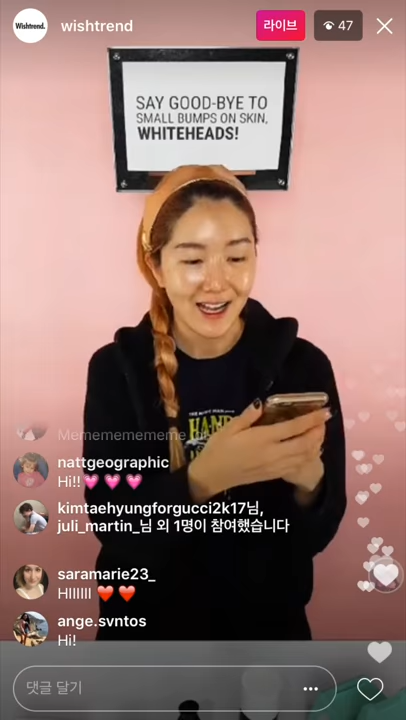 Wishtrend.
wishtrend
라이브
47
SAY GOOD-BYE TO
SMALL BUMPS ON SKIN,
WHITEHEADS!
nattgeographic
Hi!!💗💗💗
kimtaehyungforgucci2k17님,
juli_martin_님 외 1명이 참여했습니다
saramarie23_
HIIIIII ❤️❤️
ange.svntos
Hi!
댓글 달기